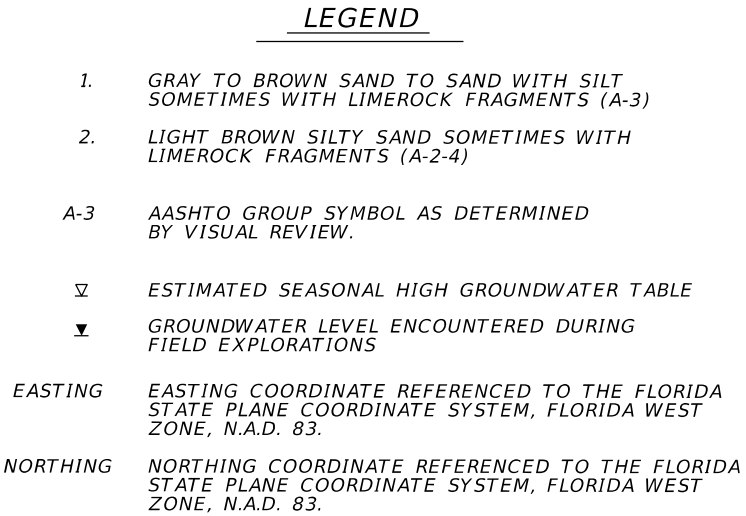 LEGEND
1. GRAY TO BROWN SAND TO SAND WITH SILT
SOMETIMES WITH LIMEROCK FRAGMENTS (A-3)
2. LIGHT BROWN SILTY SAND SOMETIMES WITH
LIMEROCK FRAGMENTS (A-2-4)
A-3 AASHTO GROUP SYMBOL AS DETERMINED
BY VISUAL REVIEW.
ESTIMATED SEASONAL HIGH GROUNDWATER TABLE
GROUNDWATER LEVEL ENCOUNTERED DURING
FIELD EXPLORATIONS
EASTING EASTING COORDINATE REFERENCED TO THE FLORIDA
STATE PLANE COORDINATE SYSTEM, FLORIDA WEST
ZONE, N.A.D. 83.
NORTHING NORTHING COORDINATE REFERENCED TO THE FLORIDA
STATE PLANE COORDINATE SYSTEM, FLORIDA WEST
ZONE, N.A.D. 83.